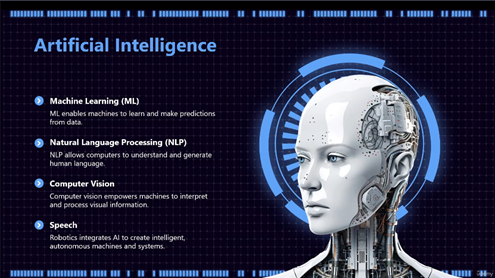 Artificial Intelligence
Machine Learning (ML)
ML enables machines to learn and make predictions
from data.
Natural Language Processing (NLP)
NLP allows computers to understand and generate
human language.
Computer Vision
Computer vision empowers machines to interpret
and process visual information.
Speech
Robotics integrates AI to create intelligent,
autonomous machines and systems.